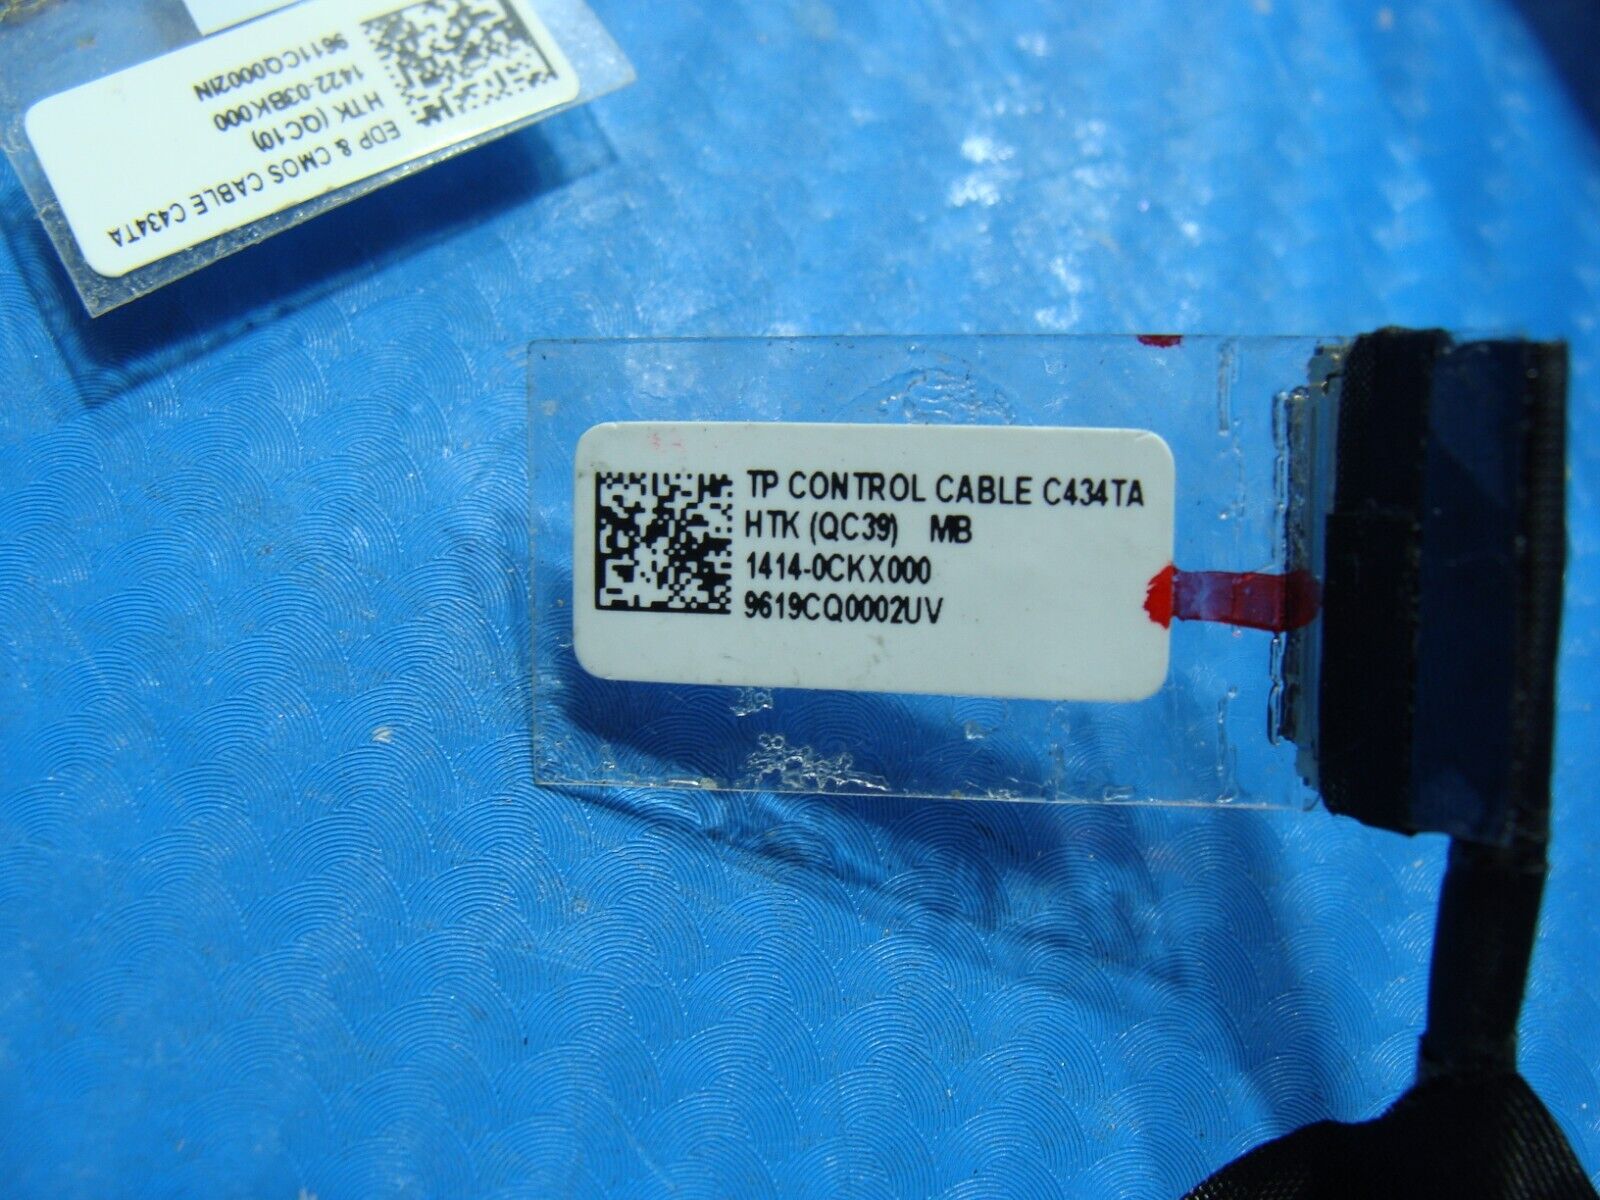 EDP & CMOS CABLE C434TA
HTK (QC10)
1422-03BK000
9611CQ0002IN
TP CONTROL CABLE C434TA
HTK (QC39) MB
1414-0CKX000
9619CQ0002UV